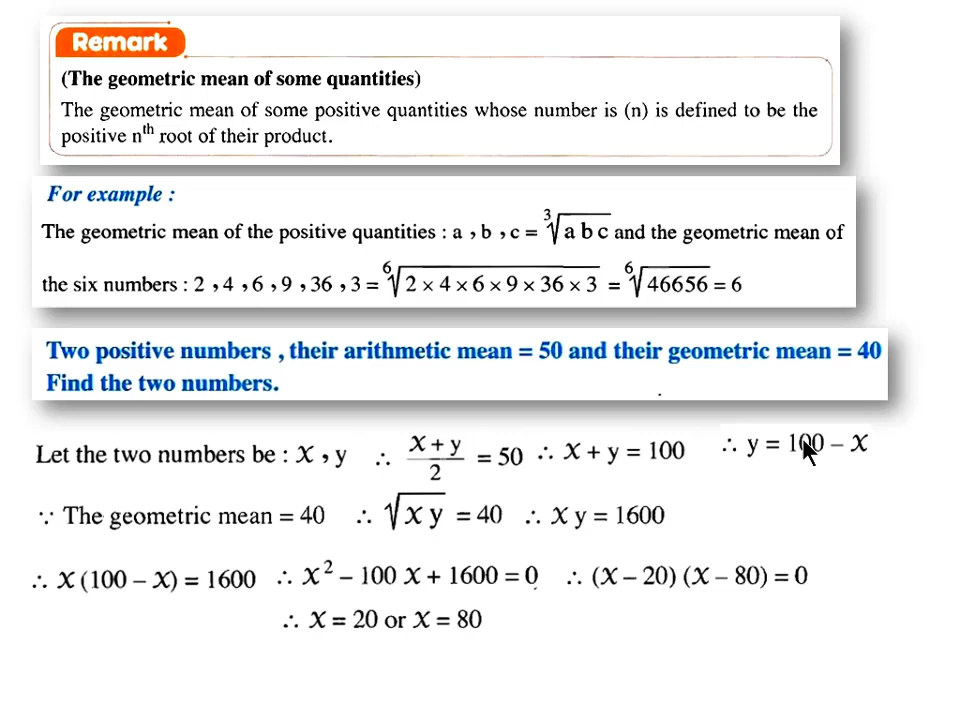 Remark
(The geometric mean of some quantities)
The geometric mean of some positive quantities whose number is (n) is defined to be the
positive nᵗʰ root of their product.
For example :
The geometric mean of the positive quantities : a , b , c = ∛(a b c) and the geometric mean of
the six numbers : 2 , 4 , 6 , 9 , 36 , 3 = ⁶√(2 × 4 × 6 × 9 × 36 × 3) = ⁶√46656 = 6
Two positive numbers , their arithmetic mean = 50 and their geometric mean = 40
Find the two numbers.
Let the two numbers be : x , y ∴ (x + y)/2 = 50 ∴ x + y = 100 ∴ y = 100 – x
∵ The geometric mean = 40 ∴ √(x y) = 40 ∴ x y = 1600
∴ x (100 – x) = 1600 ∴ x² – 100 x + 1600 = 0 ∴ (x – 20) (x – 80) = 0
∴ x = 20 or x = 80